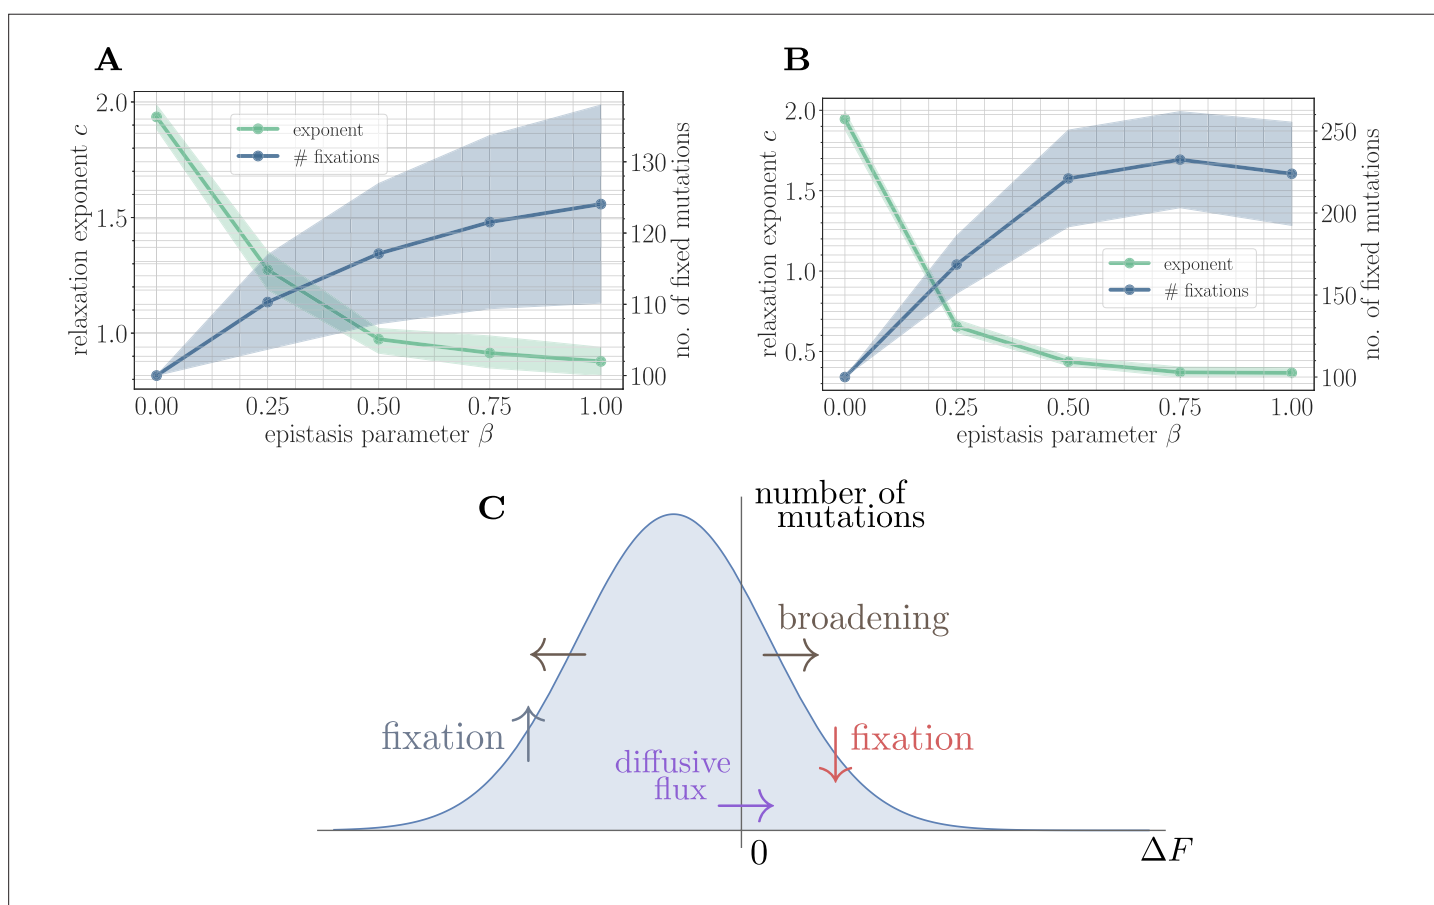 A
2.0
1.5
1.0
relaxation exponent c
exponent
# fixations
130
120
110
100
no. of fixed mutations
0.00 0.25 0.50 0.75 1.00
epistasis parameter β
B
2.0
1.5
1.0
0.5
relaxation exponent c
exponent
# fixations
250
200
150
100
no. of fixed mutations
0.00 0.25 0.50 0.75 1.00
epistasis parameter β
C
number of
mutations
broadening
fixation
fixation
diffusive
flux
0
ΔF